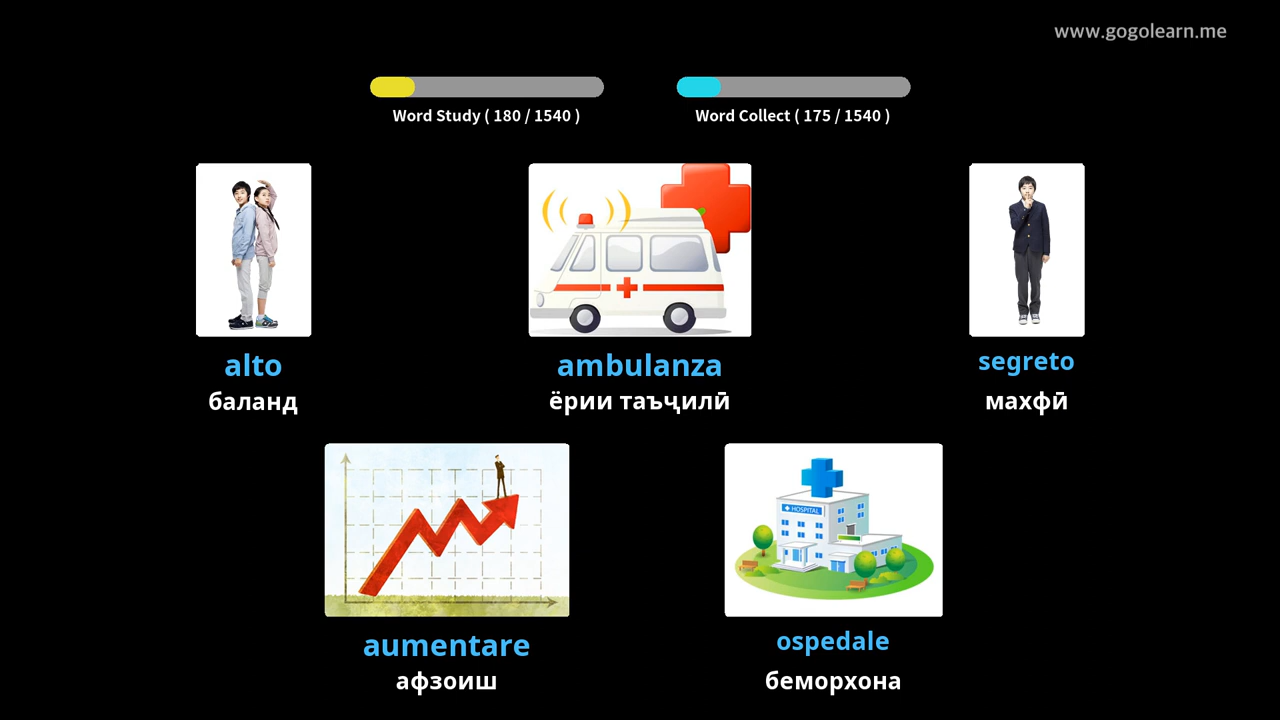 www.gogolearn.me
Word Study ( 180 / 1540 )
Word Collect ( 175 / 1540 )
alto
баланд
ambulanza
ёрии таъҷилӣ
segreto
махфӣ
HOSPITAL
aumentare
афзоиш
ospedale
беморхона